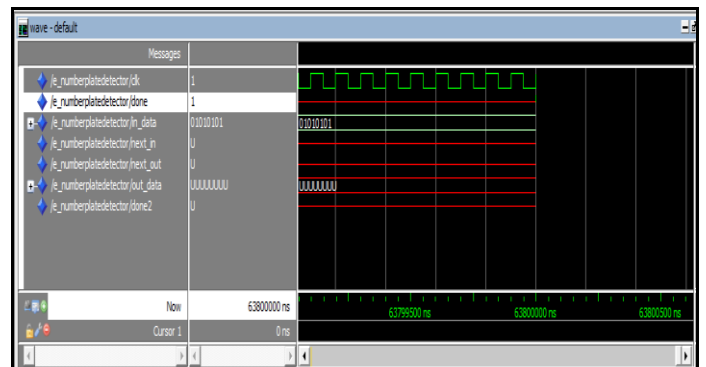 wave - default
Messages
/e_numberplatedetector/clk 1
/e_numberplatedetector/done 1
/e_numberplatedetector/in_data 01010101 01010101
/e_numberplatedetector/next_in U
/e_numberplatedetector/next_out U
/e_numberplatedetector/out_data UUUUUUUU UUUUUUUU
/e_numberplatedetector/done2 U
Now 63800000 ns 63799500 ns 63800000 ns 63800500 ns
Cursor 1 0 ns